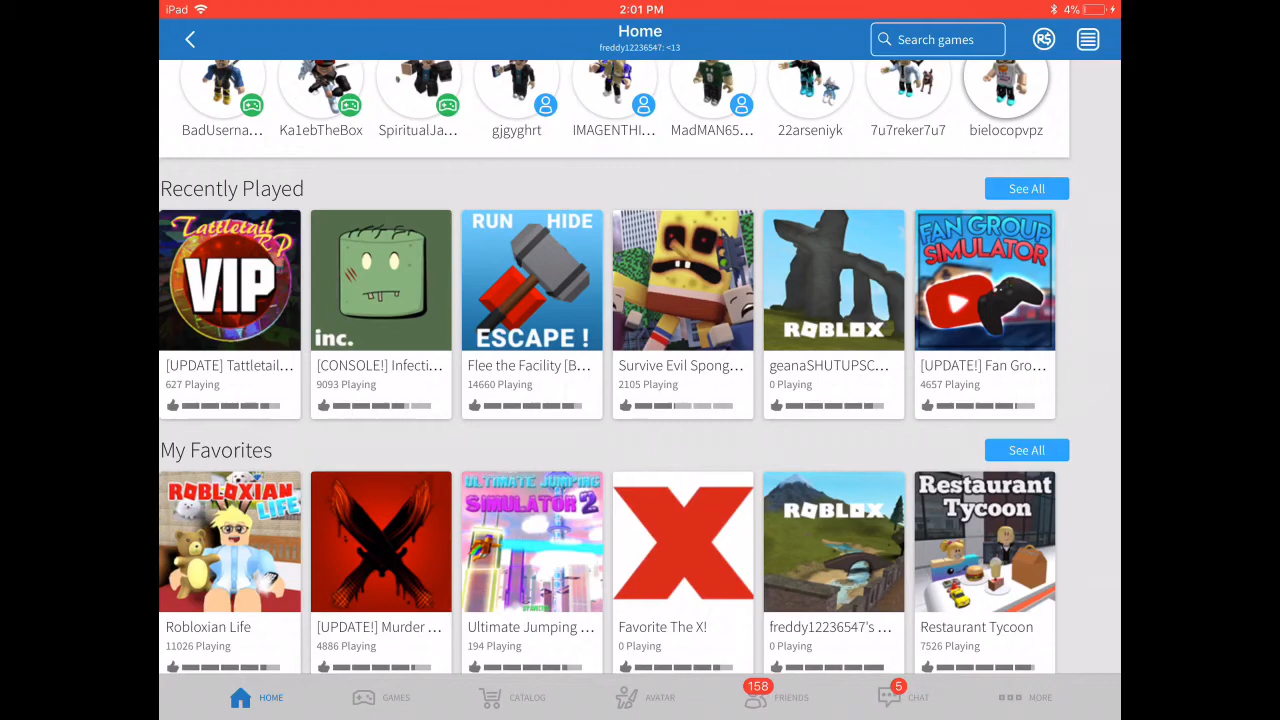 iPad 2:01 PM 4%
Home
freddy12236547: <13
Search games
R$
BadUserna... Ka1ebTheBox SpiritualJa... gjgyghrt IMAGENTHI... MadMAN65... 22arseniyk 7u7reker7u7 bielocopvpz
Recently Played See All
Tattletail RP VIP
inc.
RUN HIDE ESCAPE !
ROBLOX
FAN GROUP SIMULATOR
[UPDATE] Tattletail... [CONSOLE!] Infecti... Flee the Facility [B... Survive Evil Spong... geanaSHUTUPSC... [UPDATE!] Fan Gro...
627 Playing 9093 Playing 14660 Playing 2105 Playing 0 Playing 4657 Playing
My Favorites See All
ROBLOXIAN LIFE
ULTIMATE JUMPING SIMULATOR 2
X
ROBLOX
Restaurant Tycoon
Robloxian Life [UPDATE!] Murder ... Ultimate Jumping ... Favorite The X! freddy12236547's ... Restaurant Tycoon
11026 Playing 4886 Playing 194 Playing 0 Playing 0 Playing 7526 Playing
HOME GAMES CATALOG AVATAR 158 FRIENDS 5 CHAT MORE